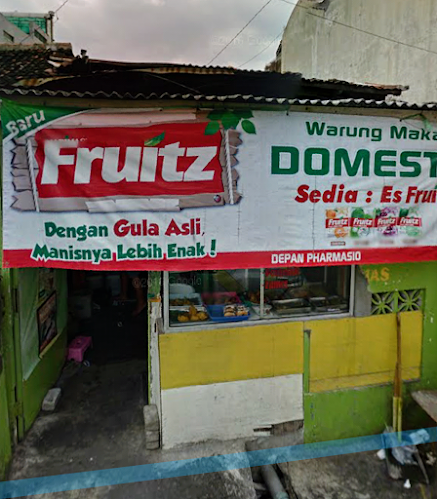 Baru
Fruitz
Dengan Gula Asli,
Manisnya Lebih Enak!
Warung Maka
DOMEST
Sedia : Es Frui
Fruitz Fruitz Fruitz Fruitz
DEPAN PHARMASIO